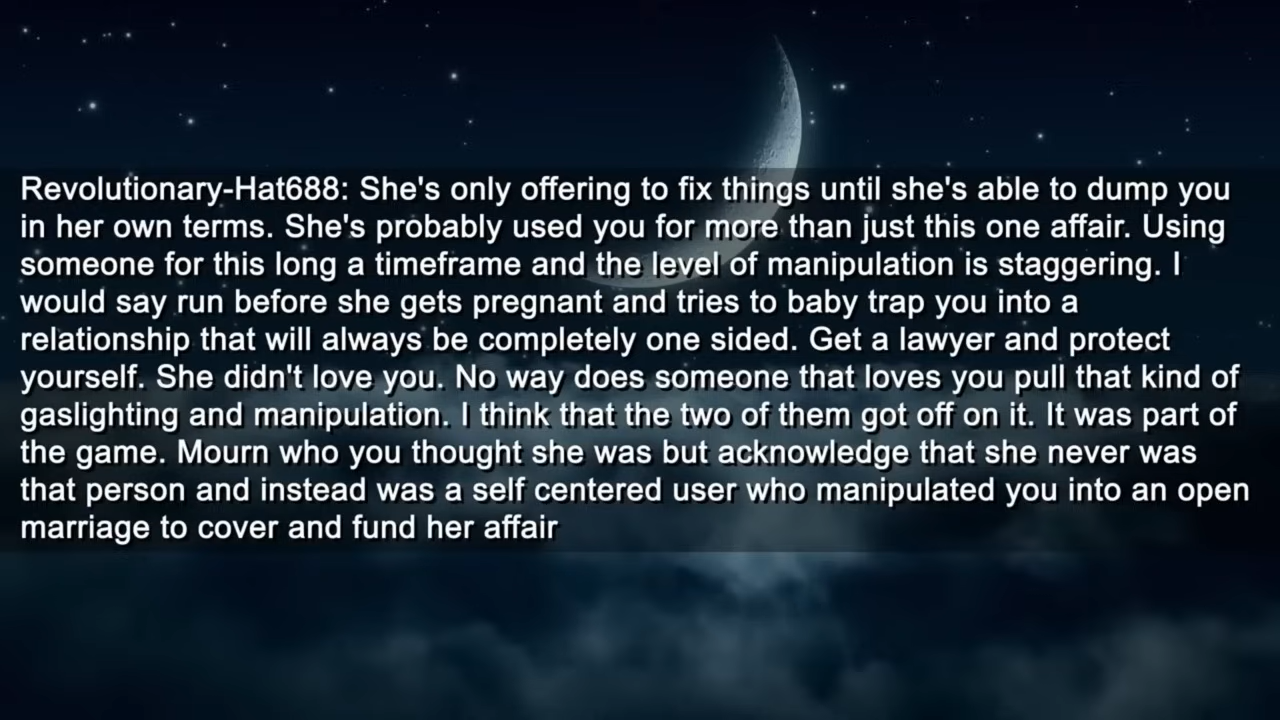 Revolutionary-Hat688: She's only offering to fix things until she's able to dump you
in her own terms. She's probably used you for more than just this one affair. Using
someone for this long a timeframe and the level of manipulation is staggering. I
would say run before she gets pregnant and tries to baby trap you into a
relationship that will always be completely one sided. Get a lawyer and protect
yourself. She didn't love you. No way does someone that loves you pull that kind of
gaslighting and manipulation. I think that the two of them got off on it. It was part of
the game. Mourn who you thought she was but acknowledge that she never was
that person and instead was a self centered user who manipulated you into an open
marriage to cover and fund her affair